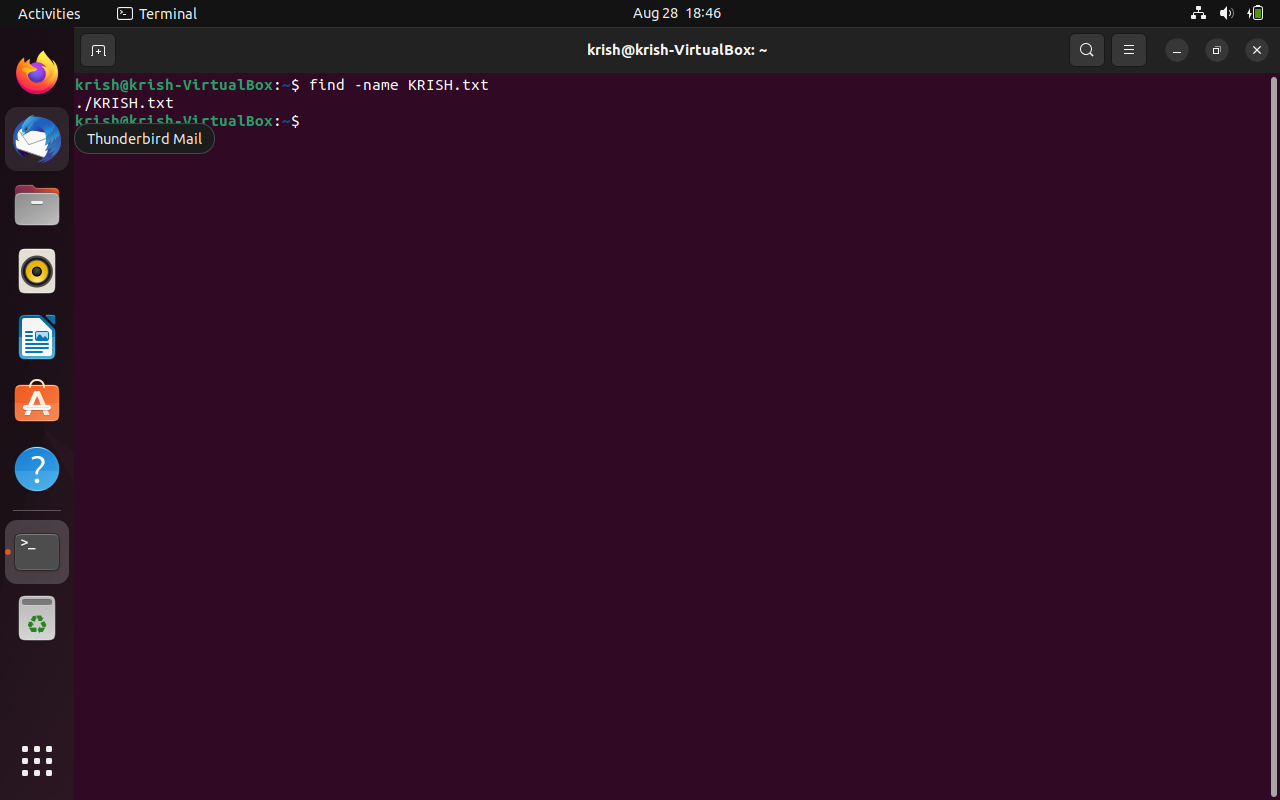 Activities Terminal Aug 28 18:46
krish@krish-VirtualBox: ~
krish@krish-VirtualBox:~$ find -name KRISH.txt
./KRISH.txt
krish@krish-VirtualBox:~$
Thunderbird Mail